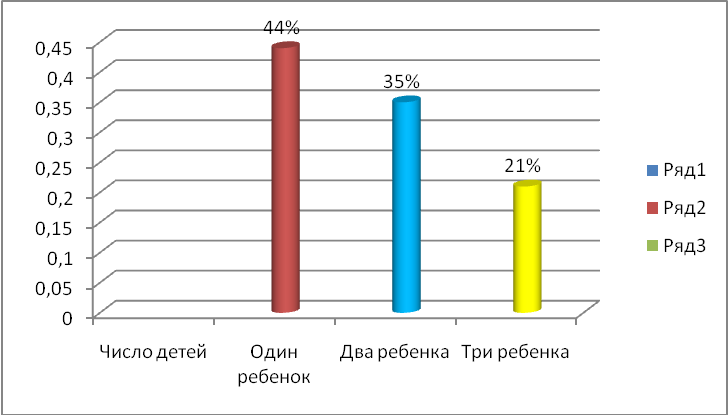 44%
35%
21%
0,45
0,4
0,35
0,3
0,25
0,2
0,15
0,1
0,05
0
Число детей
Один
ребенок
Два ребенка
Три ребенка
Ряд1
Ряд2
Ряд3